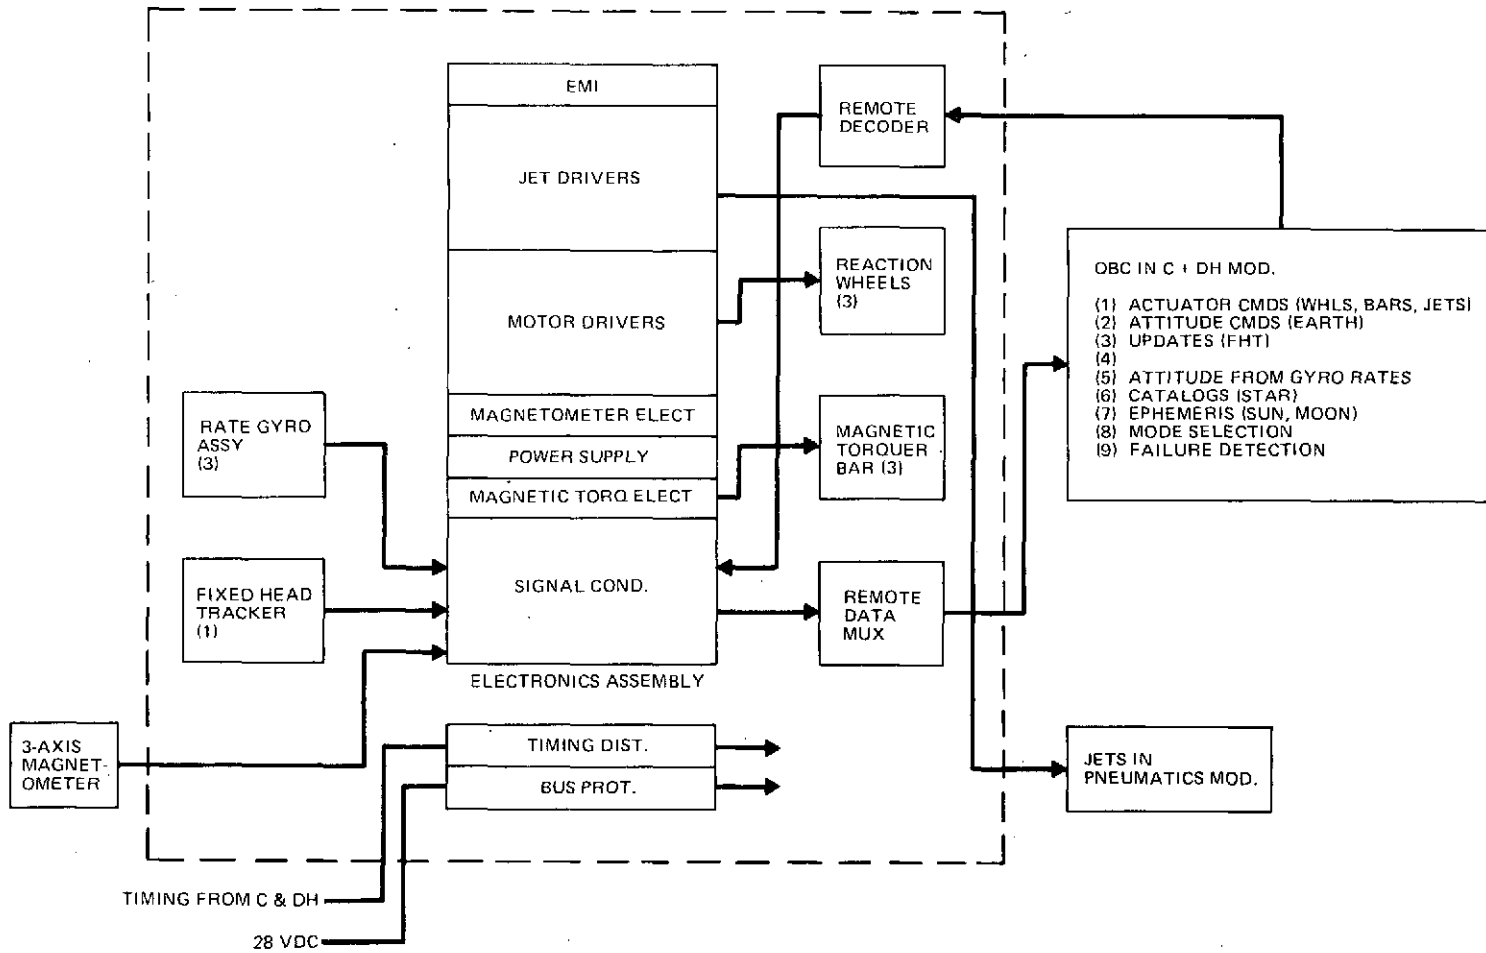 EMI
JET DRIVERS
MOTOR DRIVERS
MAGNETOMETER ELECT
POWER SUPPLY
MAGNETIC TORQ ELECT
SIGNAL COND.
ELECTRONICS ASSEMBLY
TIMING DIST.
BUS PROT.
RATE GYRO
ASSY
(3)
FIXED HEAD
TRACKER
(1)
3-AXIS
MAGNET-
OMETER
TIMING FROM C & DH
28 VDC
REMOTE
DECODER
REACTION
WHEELS
(3)
MAGNETIC
TORQUER
BAR (3)
REMOTE
DATA
MUX
OBC IN C + DH MOD.
(1) ACTUATOR CMDS (WHLS, BARS, JETS)
(2) ATTITUDE CMDS (EARTH)
(3) UPDATES (FHT)
(4)
(5) ATTITUDE FROM GYRO RATES
(6) CATALOGS (STAR)
(7) EPHEMERIS (SUN, MOON)
(8) MODE SELECTION
(9) FAILURE DETECTION
JETS IN
PNEUMATICS MOD.